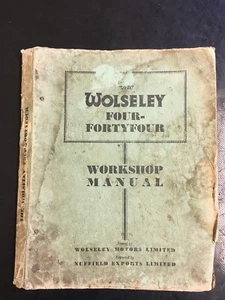 The
WOLSELEY
FOUR-
FORTYFOUR
WORKSHOP
MANUAL
WOLSELEY MOTORS LIMITED
NUFFIELD EXPORTS LIMITED